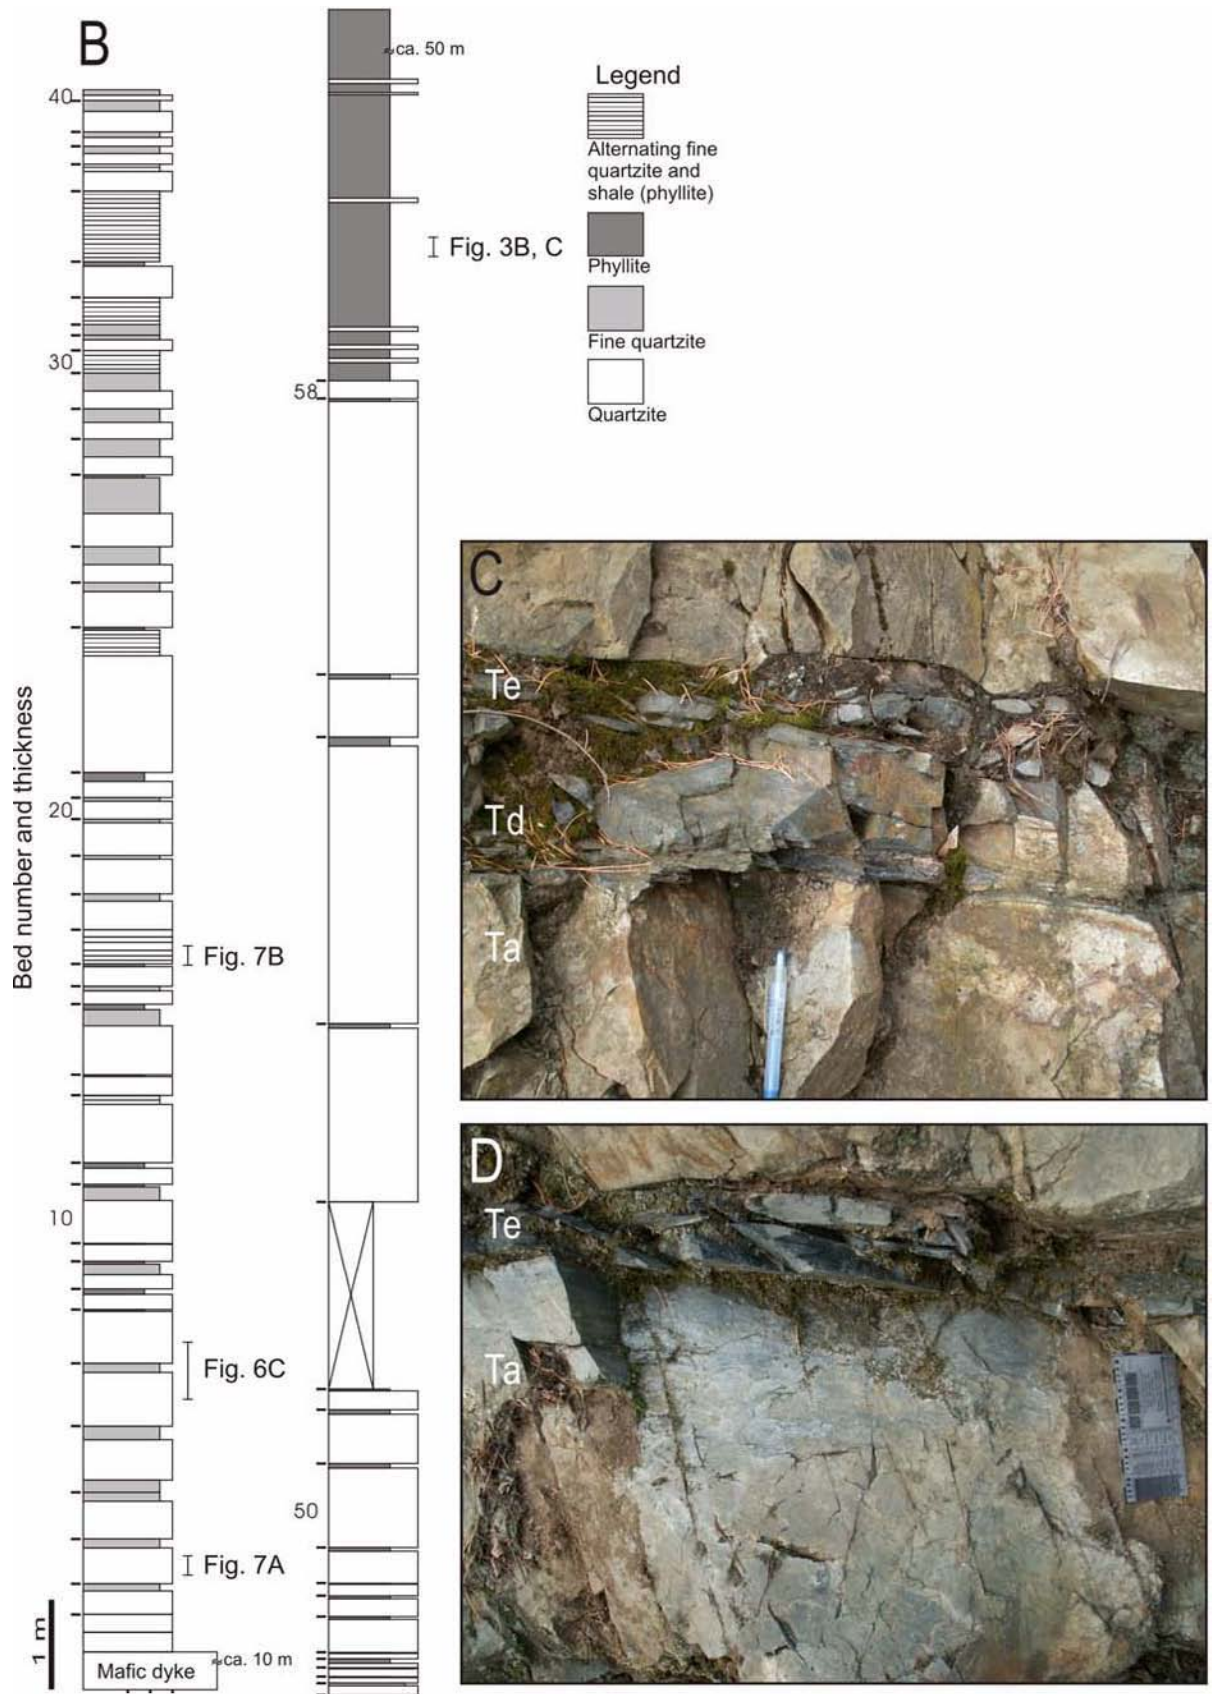 B
ca. 50 m
Legend
Alternating fine
quartzite and
shale (phyllite)
Phyllite
Fine quartzite
Quartzite
40
30
20
10
Bed number and thickness
Fig. 7B
Fig. 6C
Fig. 7A
1 m
Mafic dyke
ca. 10 m
58
50
Fig. 3B, C
C
Te
Td
Ta
D
Te
Ta